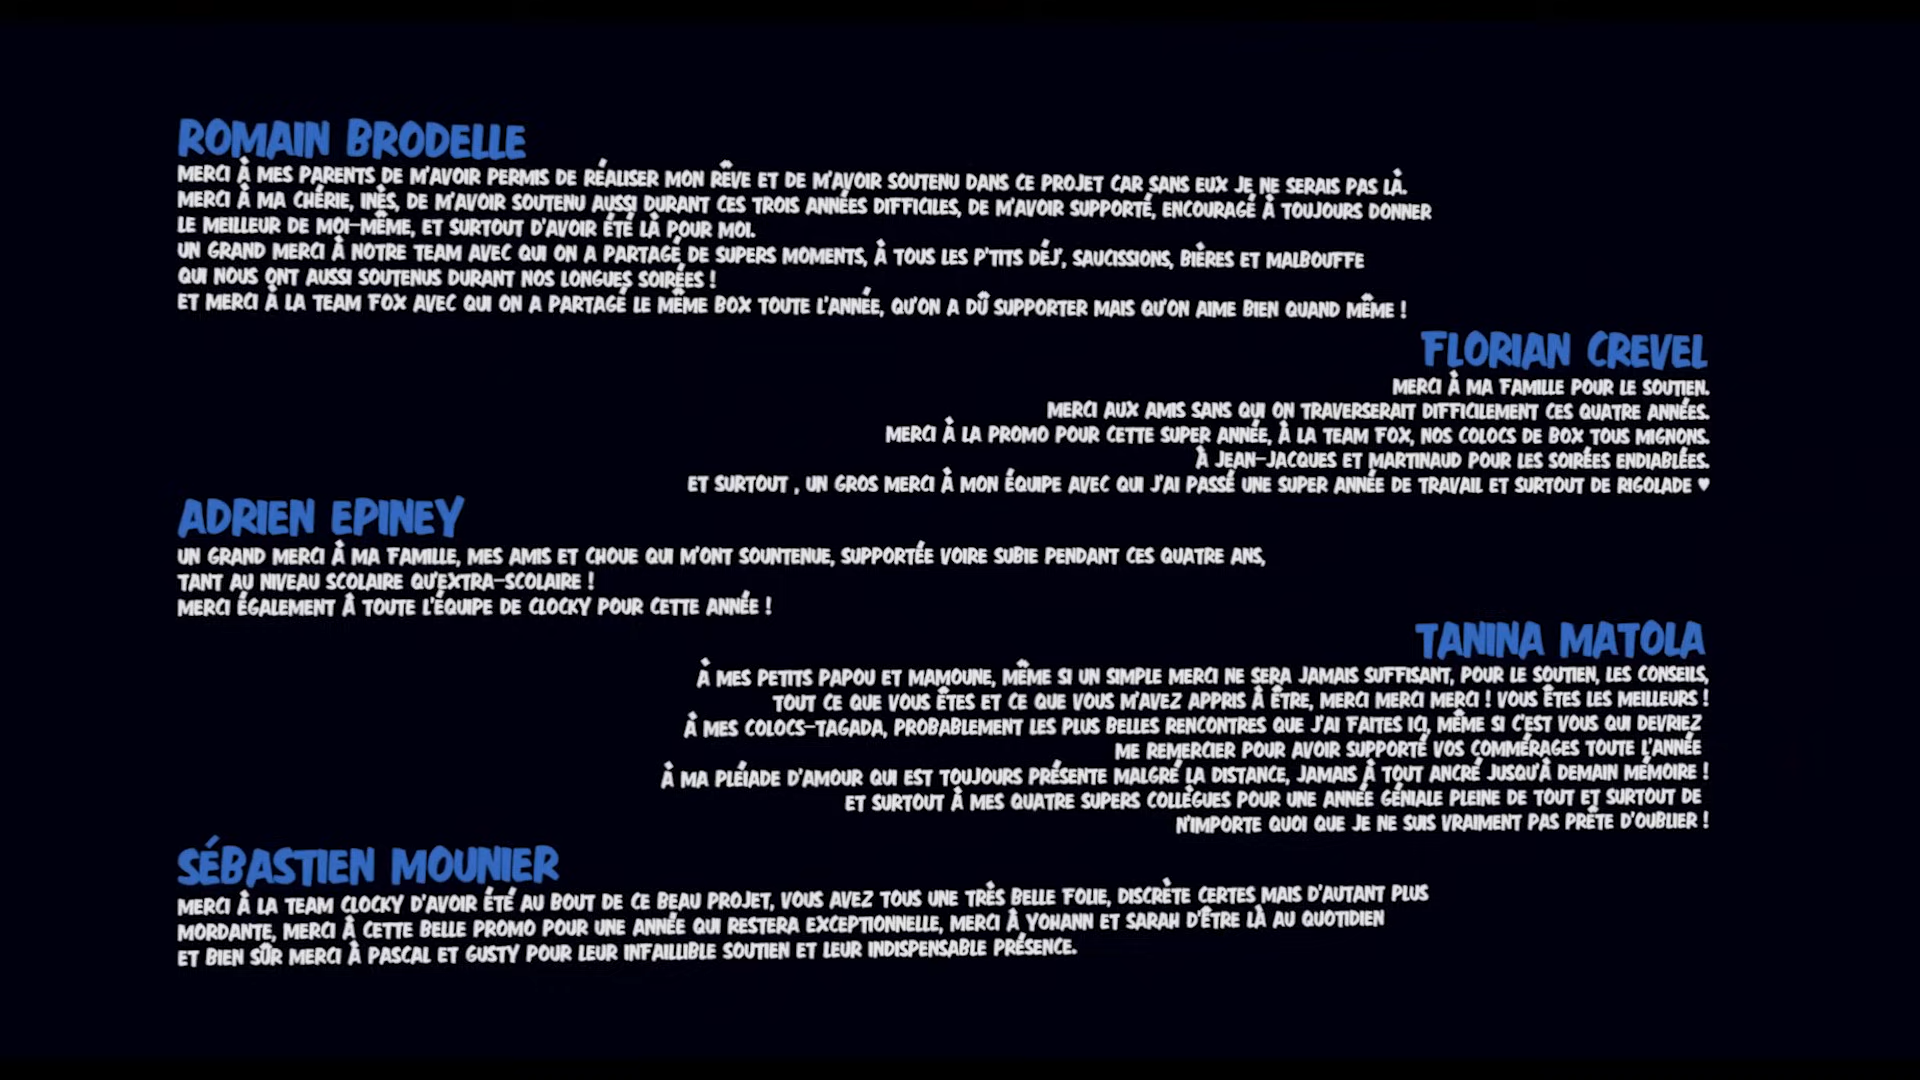 ROMAIN BRODELLE
MERCI À MES PARENTS DE M'AVOIR PERMIS DE RÉALISER MON RÊVE ET DE M'AVOIR SOUTENU DANS CE PROJET CAR SANS EUX JE NE SERAIS PAS LÀ.
MERCI À MA CHÉRIE, INÈS, DE M'AVOIR SOUTENU AUSSI DURANT CES TROIS ANNÉES DIFFICILES, DE M'AVOIR SUPPORTÉ, ENCOURAGÉ À TOUJOURS DONNER
LE MEILLEUR DE MOI-MÊME, ET SURTOUT D'AVOIR ÉTÉ LÀ POUR MOI.
UN GRAND MERCI À NOTRE TEAM AVEC QUI ON A PARTAGÉ DE SUPERS MOMENTS, À TOUS LES P'TITS DÉJ', SAUCISSIONS, BIÈRES ET MALBOUFFE
QUI NOUS ONT AUSSI SOUTENUS DURANT NOS LONGUES SOIRÉES !
ET MERCI À LA TEAM FOX AVEC QUI ON A PARTAGÉ LE MÊME BOX TOUTE L'ANNÉE, QU'ON A DÛ SUPPORTER MAIS QU'ON AIME BIEN QUAND MÊME !
FLORIAN CREVEL
MERCI À MA FAMILLE POUR LE SOUTIEN.
MERCI AUX AMIS SANS QUI ON TRAVERSERAIT DIFFICILEMENT CES QUATRE ANNÉES.
MERCI À LA PROMO POUR CETTE SUPER ANNÉE, À LA TEAM FOX, NOS COLOCS DE BOX TOUS MIGNONS.
À JEAN-JACQUES ET MARTINAUD POUR LES SOIRÉES ENDIABLÉES.
ET SURTOUT , UN GROS MERCI À MON ÉQUIPE AVEC QUI J'AI PASSÉ UNE SUPER ANNÉE DE TRAVAIL ET SURTOUT DE RIGOLADE ♥
ADRIEN EPINEY
UN GRAND MERCI À MA FAMILLE, MES AMIS ET CHOUE QUI M'ONT SOUNTENUE, SUPPORTÉE VOIRE SUBIE PENDANT CES QUATRE ANS,
TANT AU NIVEAU SCOLAIRE QU'EXTRA-SCOLAIRE !
MERCI ÉGALEMENT À TOUTE L'ÉQUIPE DE CLOCKY POUR CETTE ANNÉE !
TANINA MATOLA
À MES PETITS PAPOU ET MAMOUNE, MÊME SI UN SIMPLE MERCI NE SERA JAMAIS SUFFISANT, POUR LE SOUTIEN, LES CONSEILS,
TOUT CE QUE VOUS ÊTES ET CE QUE VOUS M'AVEZ APPRIS À ÊTRE, MERCI MERCI MERCI ! VOUS ÊTES LES MEILLEURS !
À MES COLOCS-TAGADA, PROBABLEMENT LES PLUS BELLES RENCONTRES QUE J'AI FAITES ICI, MÊME SI C'EST VOUS QUI DEVRIEZ
ME REMERCIER POUR AVOIR SUPPORTÉ VOS COMMÉRAGES TOUTE L'ANNÉE
À MA PLÉIADE D'AMOUR QUI EST TOUJOURS PRÉSENTE MALGRÉ LA DISTANCE, JAMAIS À TOUT ANCRÉ JUSQU'À DEMAIN MÉMOIRE !
ET SURTOUT À MES QUATRE SUPERS COLLÈGUES POUR UNE ANNÉE GÉNIALE PLEINE DE TOUT ET SURTOUT DE
N'IMPORTE QUOI QUE JE NE SUIS VRAIMENT PAS PRÊTE D'OUBLIER !
SÉBASTIEN MOUNIER
MERCI À LA TEAM CLOCKY D'AVOIR ÉTÉ AU BOUT DE CE BEAU PROJET, VOUS AVEZ TOUS UNE TRÈS BELLE FOLIE, DISCRÈTE CERTES MAIS D'AUTANT PLUS
MORDANTE, MERCI À CETTE BELLE PROMO POUR UNE ANNÉE QUI RESTERA EXCEPTIONNELLE, MERCI À YOHANN ET SARAH D'ÊTRE LÀ AU QUOTIDIEN
ET BIEN SÛR MERCI À PASCAL ET GUSTY POUR LEUR INFAILLIBLE SOUTIEN ET LEUR INDISPENSABLE PRÉSENCE.